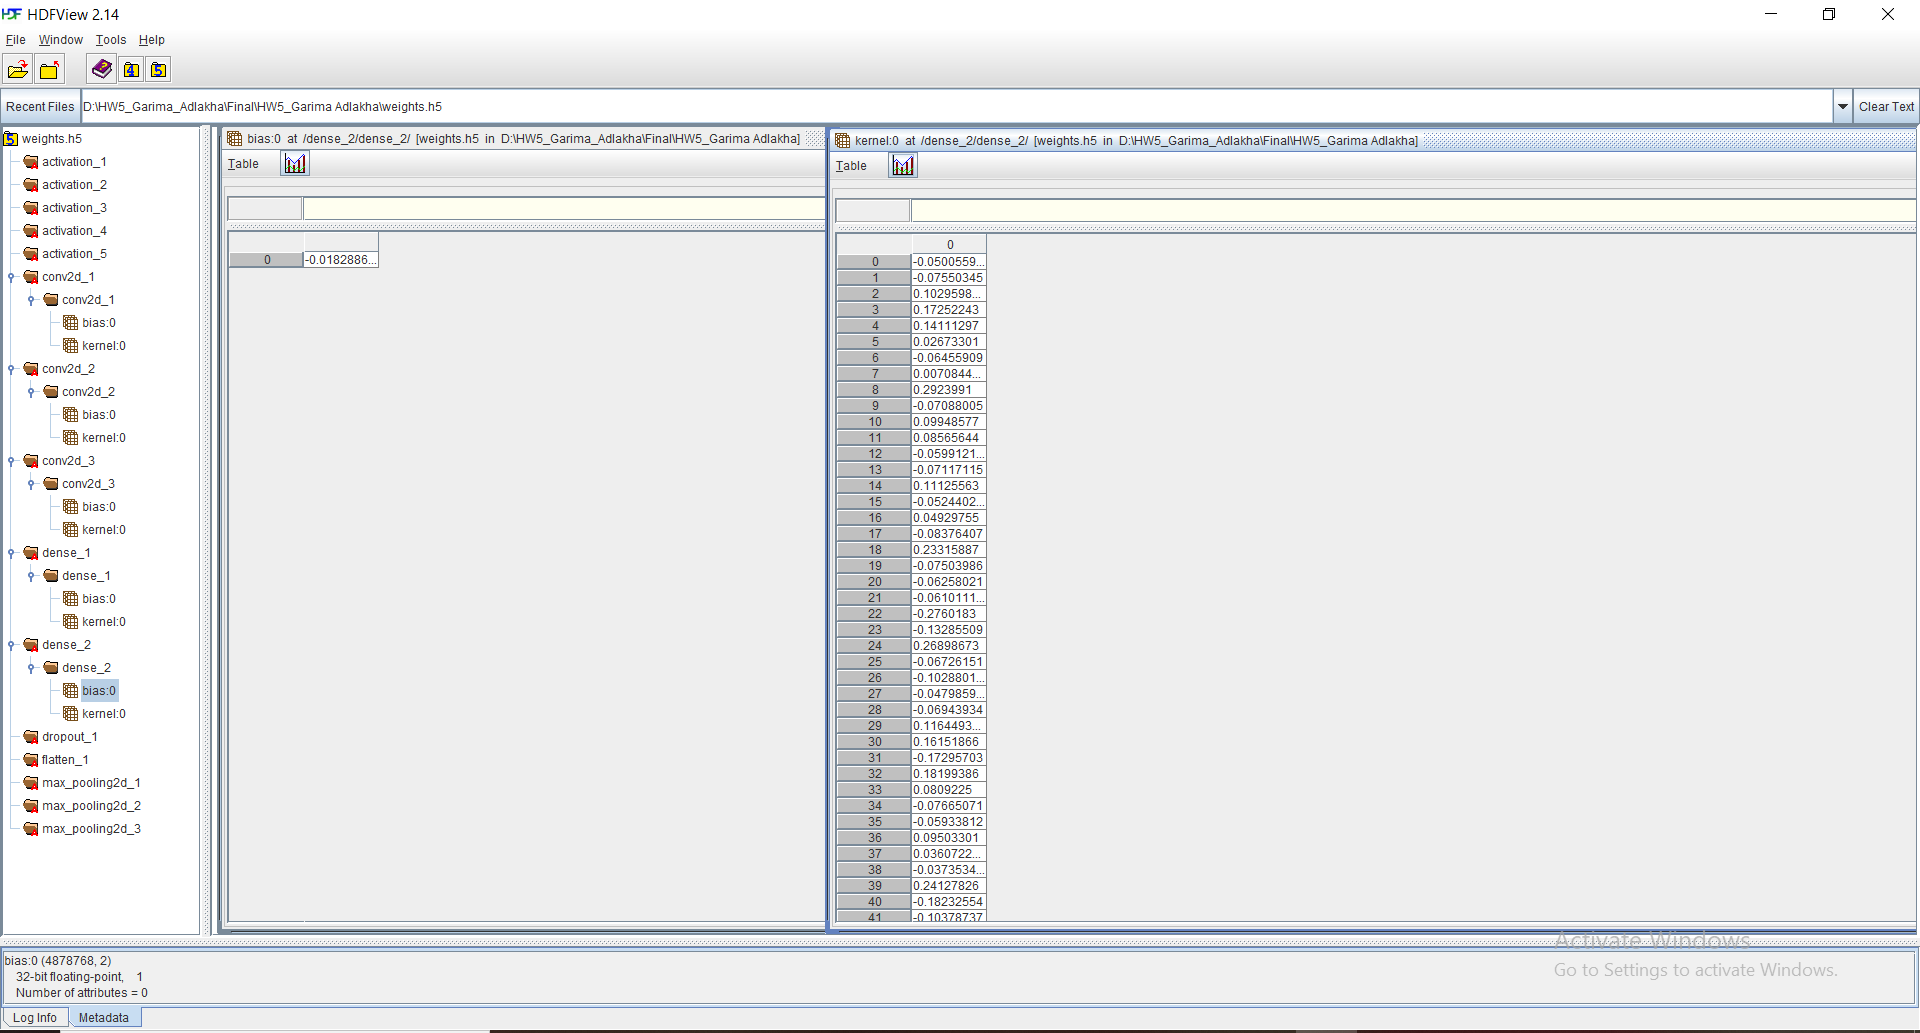 HDFView 2.14
File Window Tools Help
Recent Files D:\HW5_Garima_Adlakha\Final\HW5_Garima Adlakha\weights.h5 Clear Text
weights.h5
activation_1
activation_2
activation_3
activation_4
activation_5
conv2d_1
conv2d_1
bias:0
kernel:0
conv2d_2
conv2d_2
bias:0
kernel:0
conv2d_3
conv2d_3
bias:0
kernel:0
dense_1
dense_1
bias:0
kernel:0
dense_2
dense_2
bias:0
kernel:0
dropout_1
flatten_1
max_pooling2d_1
max_pooling2d_2
max_pooling2d_3
bias:0 at /dense_2/dense_2/ [weights.h5 in D:\HW5_Garima_Adlakha\Final\HW5_Garima Adlakha]
Table
0 -0.0182886...
kernel:0 at /dense_2/dense_2/ [weights.h5 in D:\HW5_Garima_Adlakha\Final\HW5_Garima Adlakha]
Table
0
0 -0.0500559...
1 -0.07550345
2 0.1029598...
3 0.17252243
4 0.14111297
5 0.02673301
6 -0.06455909
7 0.0070844...
8 0.2923991
9 -0.07088005
10 0.09948577
11 0.08565644
12 -0.0599121...
13 -0.07117115
14 0.11125563
15 -0.0524402...
16 0.04929755
17 -0.08376407
18 0.23315887
19 -0.07503986
20 -0.06258021
21 -0.0610111...
22 -0.2760183
23 -0.13285509
24 0.26898673
25 -0.06726151
26 -0.1028801...
27 -0.0479859...
28 -0.06943934
29 0.1164493...
30 0.16151866
31 -0.17295703
32 0.18199386
33 0.0809225
34 -0.07665071
35 -0.05933812
36 0.09503301
37 0.0360722...
38 -0.0373534...
39 0.24127826
40 -0.18232554
41 -0.10378737
bias:0 (4878768, 2)
32-bit floating-point, 1
Number of attributes = 0
Log Info Metadata
Activate Windows
Go to Settings to activate Windows.